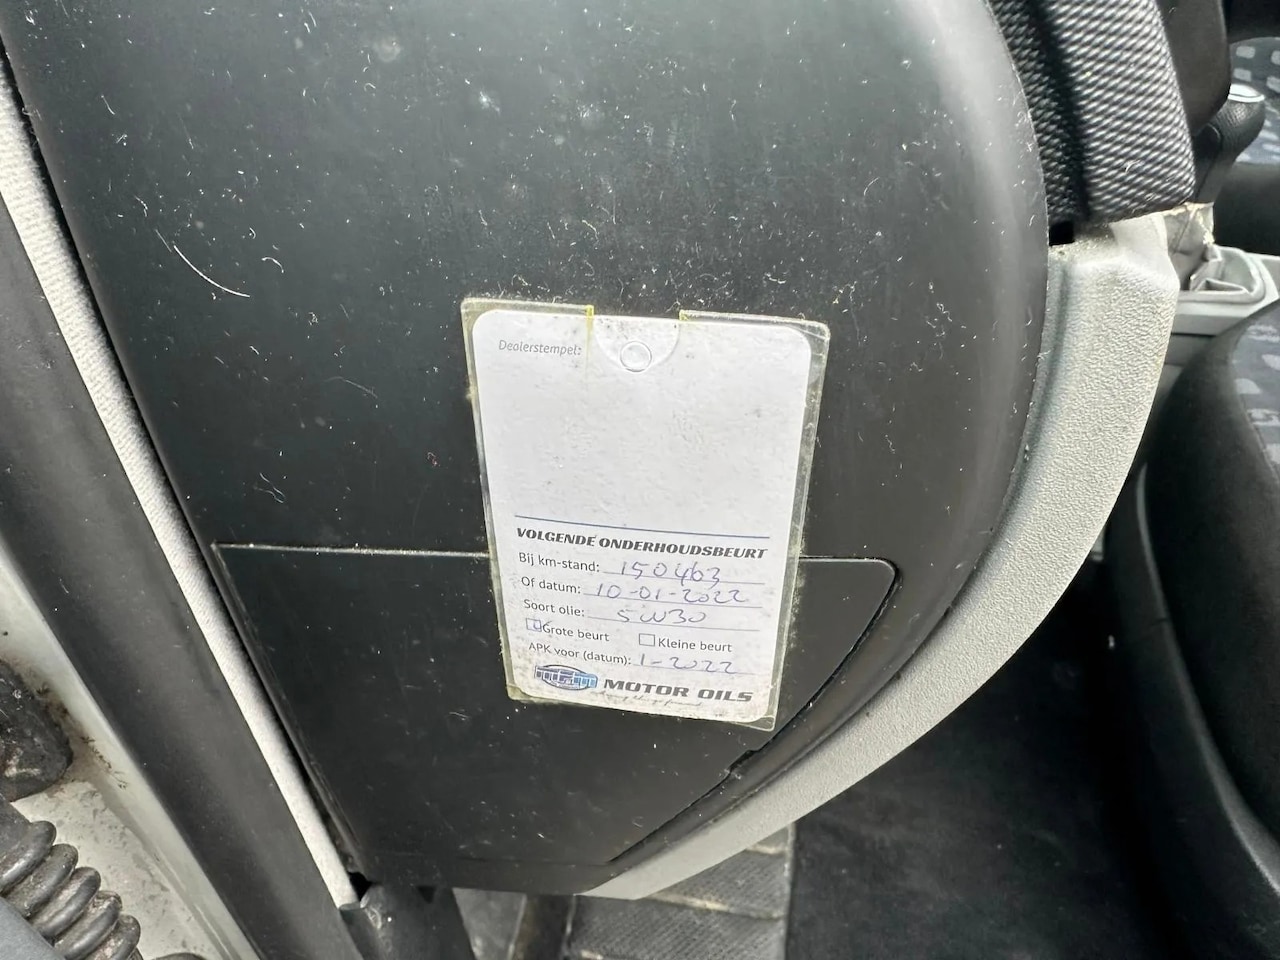 Dealerstempel:
VOLGENDE ONDERHOUDSBEURT
Bij km-stand: 150463
Of datum: 10-01-2022
Soort olie: 5W30
Grote beurt Kleine beurt
APK voor (datum): 1-2022
MOTOR OILS